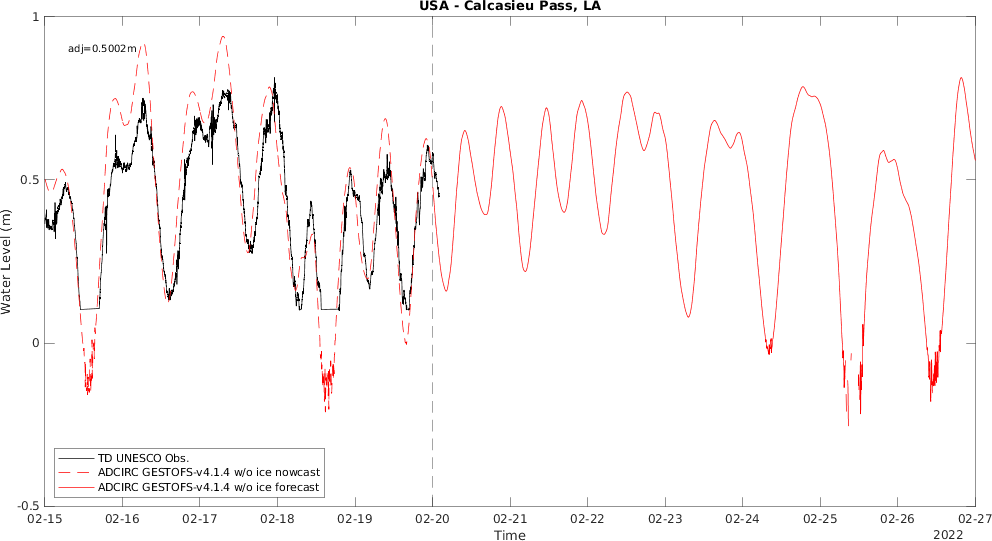 USA - Calcasieu Pass, LA
adj=0.5002m
1
0.5
0
-0.5
Water Level (m)
TD UNESCO Obs.
ADCIRC GESTOFS-v4.1.4 w/o ice nowcast
ADCIRC GESTOFS-v4.1.4 w/o ice forecast
02-15 02-16 02-17 02-18 02-19 02-20 02-21 02-22 02-23 02-24 02-25 02-26 02-27
Time
2022